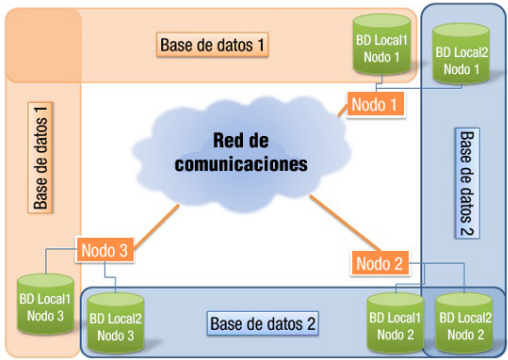 Base de datos 1
BD Local1
Nodo 1
BD Local2
Nodo 1
Nodo 1
Base de datos 1
Red de
comunicaciones
Base de datos 2
Nodo 3
Nodo 2
BD Local1
Nodo 3
BD Local2
Nodo 3
Base de datos 2
BD Local1
Nodo 2
BD Local2
Nodo 2